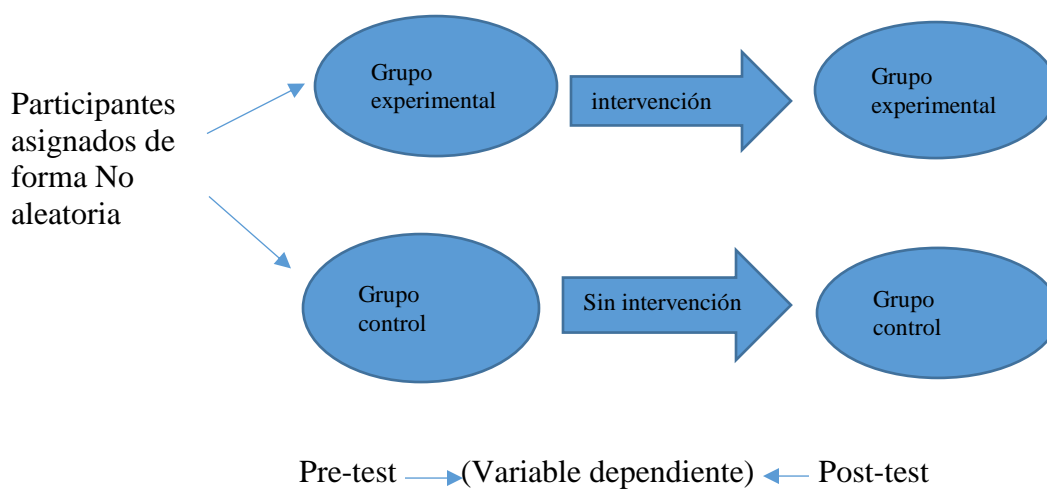 Participantes
asignados de
forma No
aleatoria
Grupo
experimental
intervención
Grupo
experimental
Grupo
control
Sin intervención
Grupo
control
Pre-test (Variable dependiente) Post-test